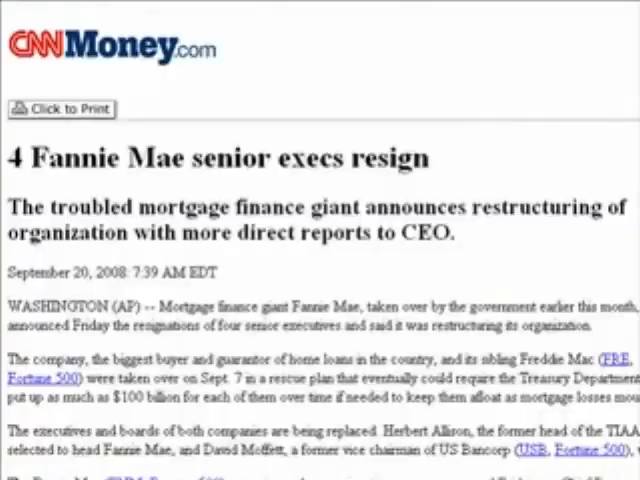 CNNMoney.com
Click to Print
4 Fannie Mae senior execs resign
The troubled mortgage finance giant announces restructuring of
organization with more direct reports to CEO.
September 20, 2008: 7:39 AM EDT
WASHINGTON (AP) -- Mortgage finance giant Fannie Mae, taken over by the government earlier this month,
announced Friday the resignations of four senior executives and said it was restructuring its organization.
The company, the biggest buyer and guarantor of home loans in the country, and its sibling Freddie Mac (FRE,
Fortune 500) were taken over on Sept. 7 in a rescue plan that eventually could require the Treasury Department
put up as much as $100 billion for each of them over time if needed to keep them afloat as mortgage losses
The executives and boards of both companies are being replaced. Herbert Allison, the former head of the TIAA
selected to head Fannie Mae, and David Moffett, a former vice chairman of US Bancorp (USB, Fortune 500),